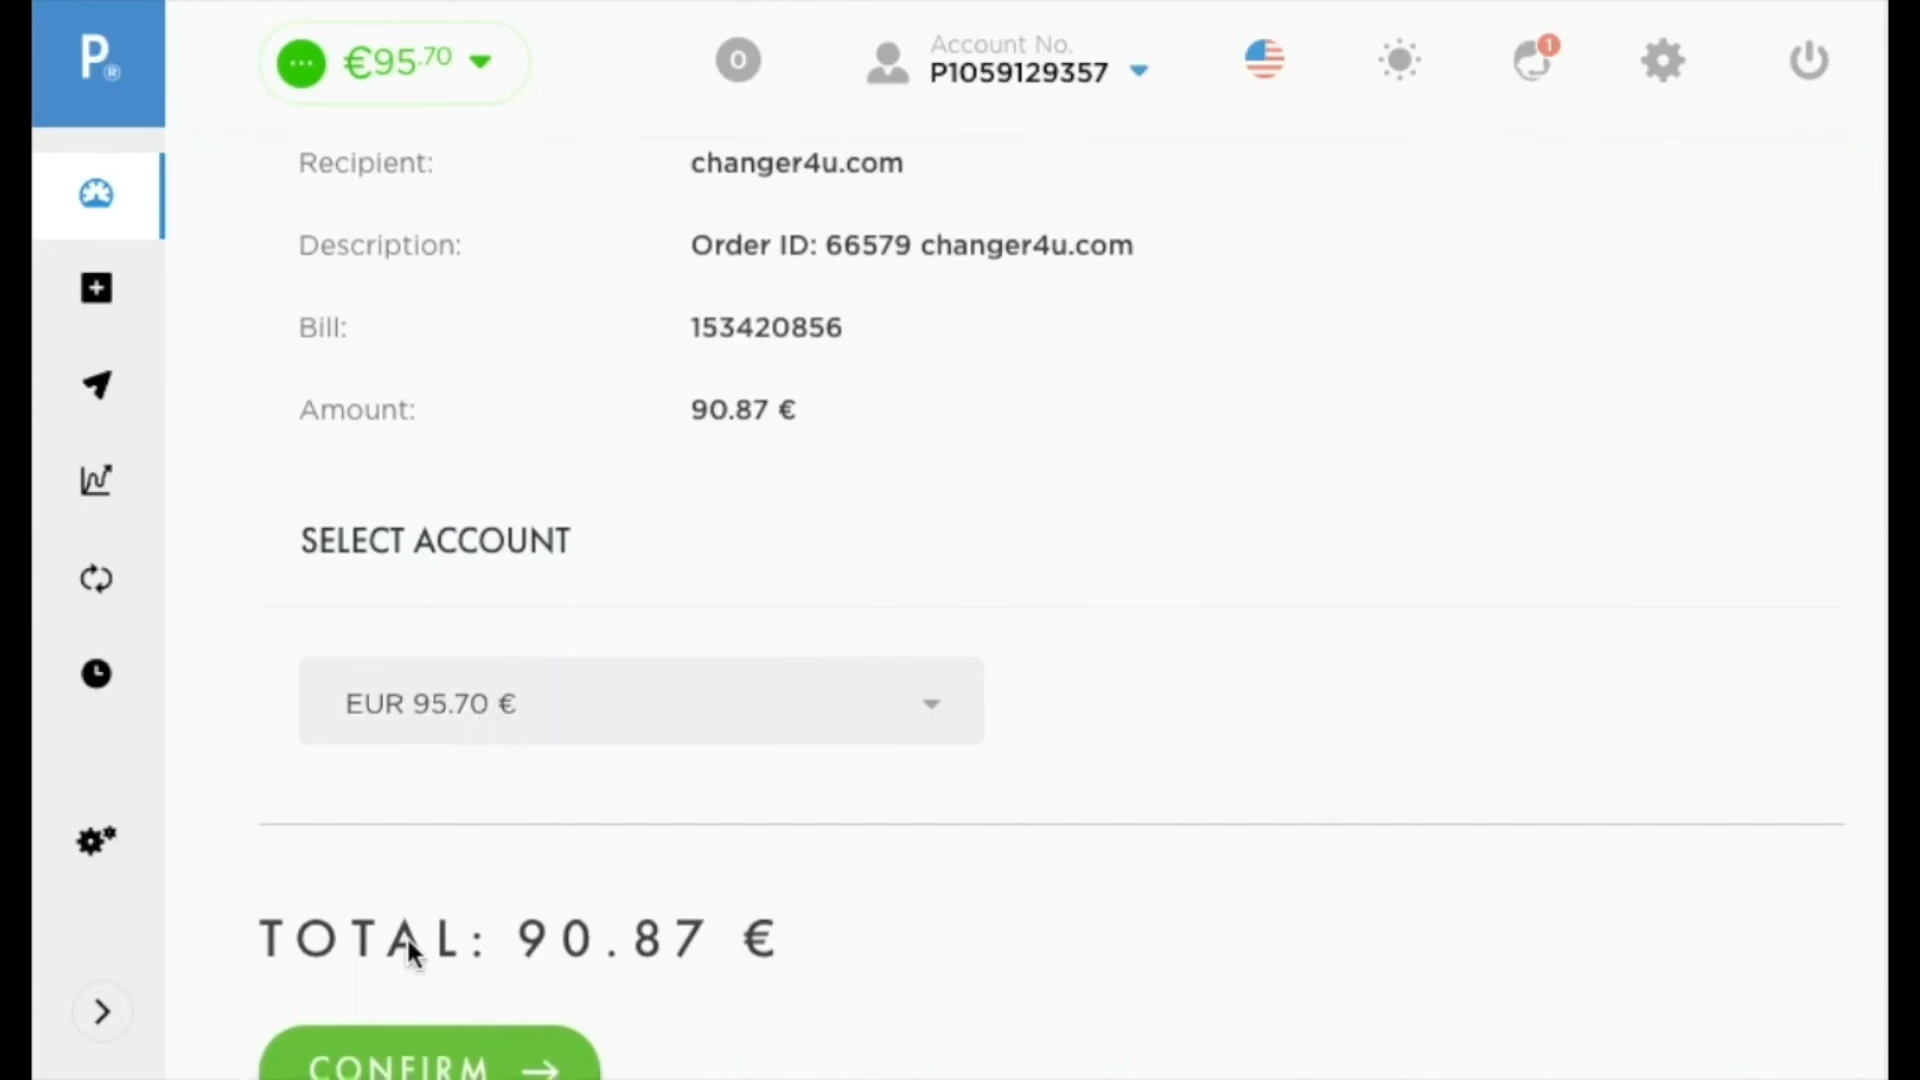 P®
€95.70
0
Account No.
P1059129357
1
Recipient: changer4u.com
Description: Order ID: 66579 changer4u.com
Bill: 153420856
Amount: 90.87 €
SELECT ACCOUNT
EUR 95.70 €
TOTAL: 90.87 €
CONFIRM